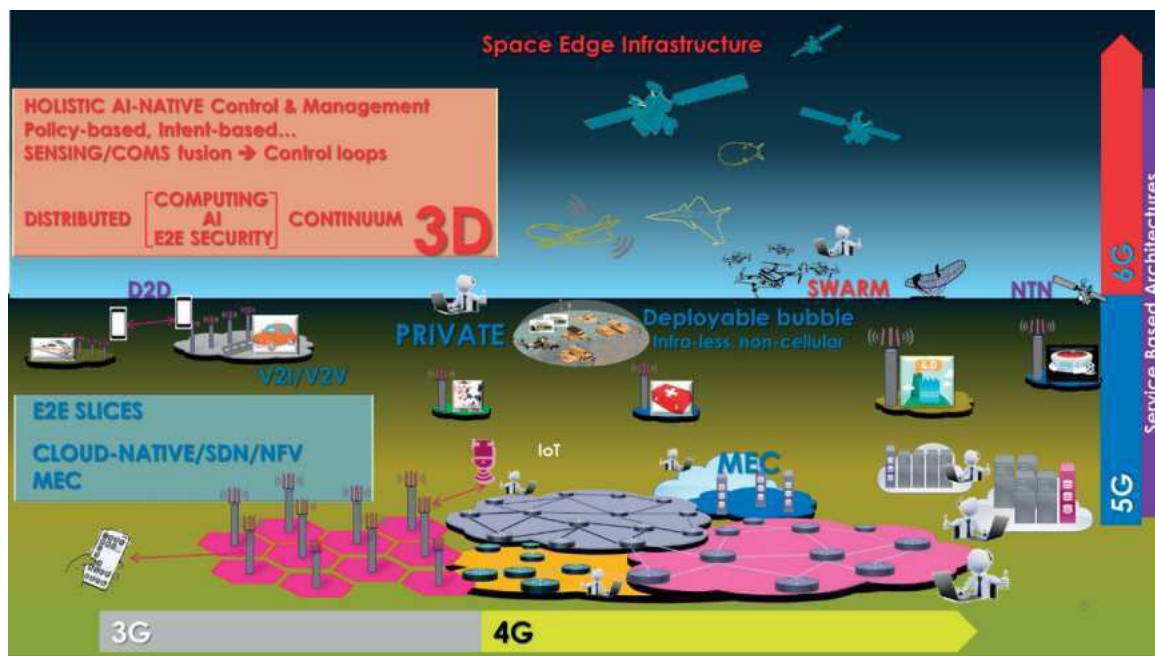 Space Edge Infrastructure
HOLISTIC AI-NATIVE Control & Management
Policy-based, Intent-based...
SENSING/COMS fusion ➔ Control loops
DISTRIBUTED [COMPUTING
AI
E2E SECURITY] CONTINUUM 3D
D2D
SWARM
NTN
PRIVATE
Deployable bubble
Infra-less, non-cellular
V2I/V2V
4.0
E2E SLICES
CLOUD-NATIVE/SDN/NFV
MEC
IoT
MEC
6G
5G
Service Based Architectures
3G
4G